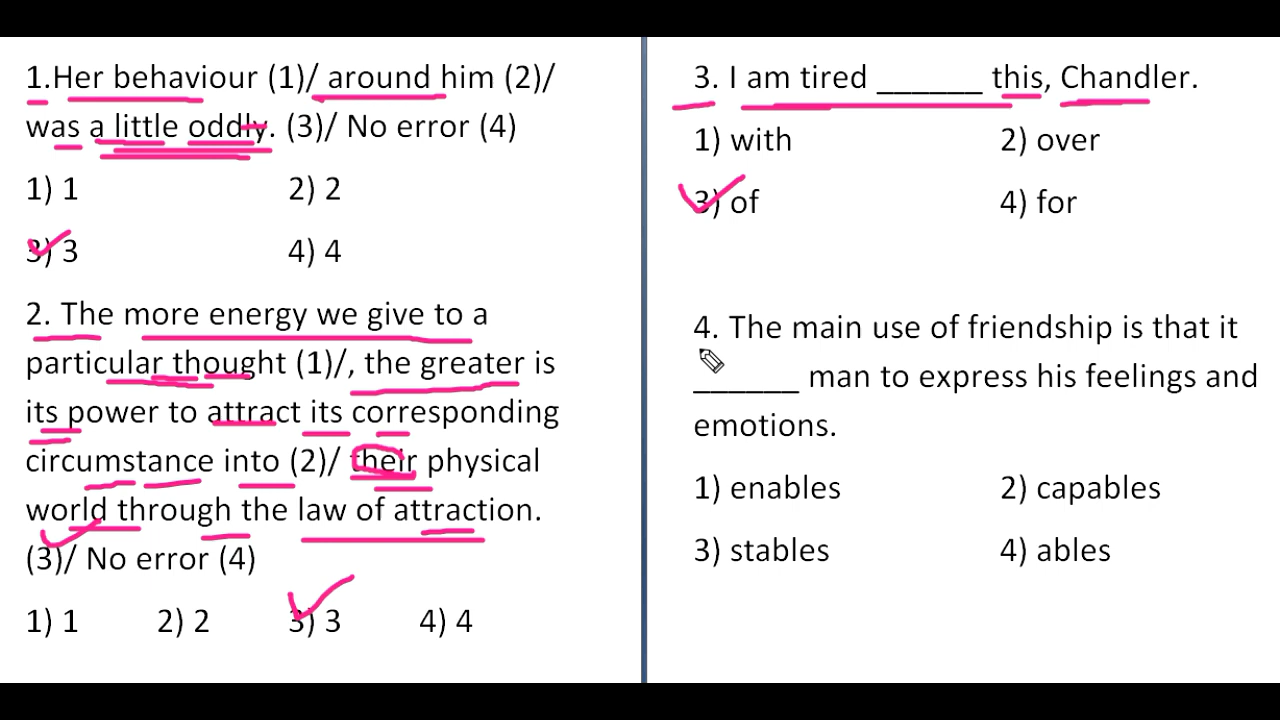 1.Her behaviour (1)/ around him (2)/
was a little oddly. (3)/ No error (4)
1) 1 2) 2
3) 3 4) 4
2. The more energy we give to a
particular thought (1)/, the greater is
its power to attract its corresponding
circumstance into (2)/ their physical
world through the law of attraction.
(3)/ No error (4)
1) 1 2) 2 3) 3 4) 4
3. I am tired ______ this, Chandler.
1) with 2) over
3) of 4) for
4. The main use of friendship is that it
______ man to express his feelings and
emotions.
1) enables 2) capables
3) stables 4) ables